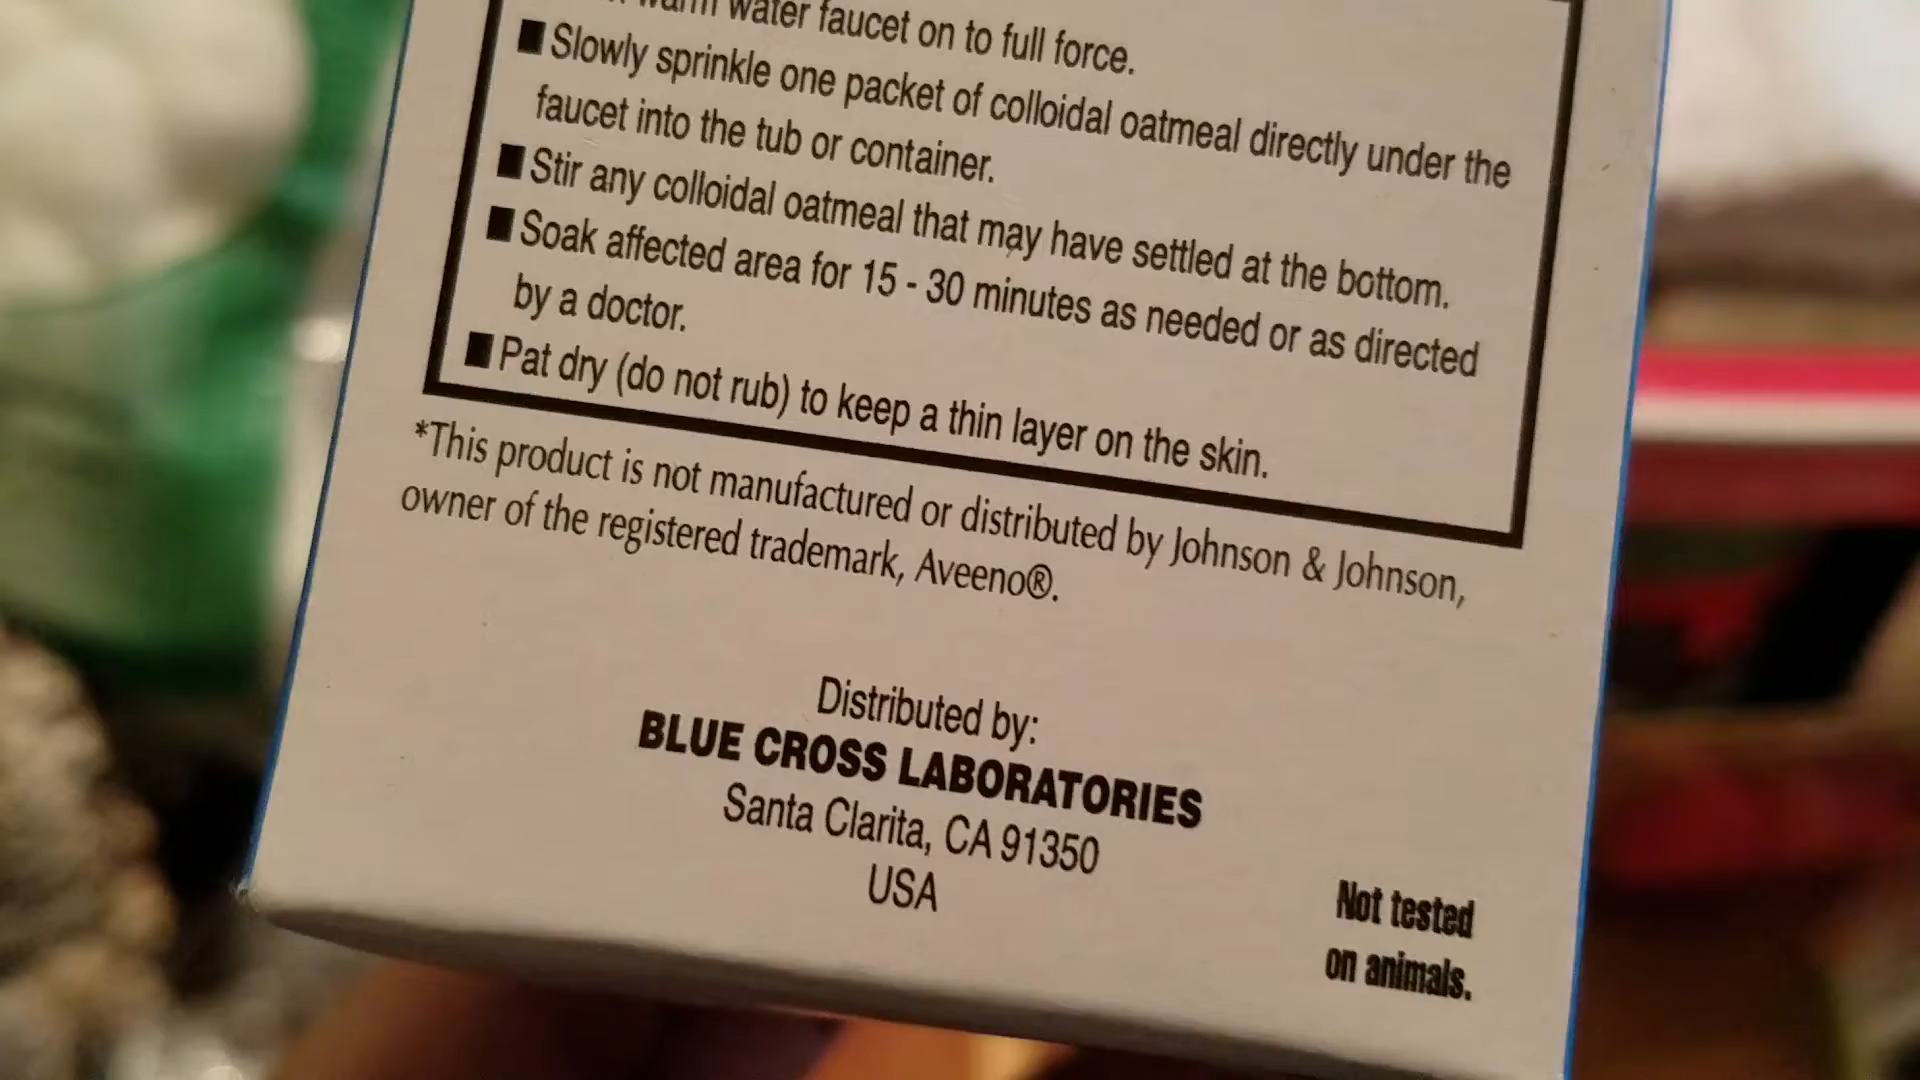 warm water faucet on to full force.
■ Slowly sprinkle one packet of colloidal oatmeal directly under the
faucet into the tub or container.
■ Stir any colloidal oatmeal that may have settled at the bottom.
■ Soak affected area for 15 - 30 minutes as needed or as directed
by a doctor.
■ Pat dry (do not rub) to keep a thin layer on the skin.
*This product is not manufactured or distributed by Johnson & Johnson,
owner of the registered trademark, Aveeno®.
Distributed by:
BLUE CROSS LABORATORIES
Santa Clarita, CA 91350
USA
Not tested
on animals.